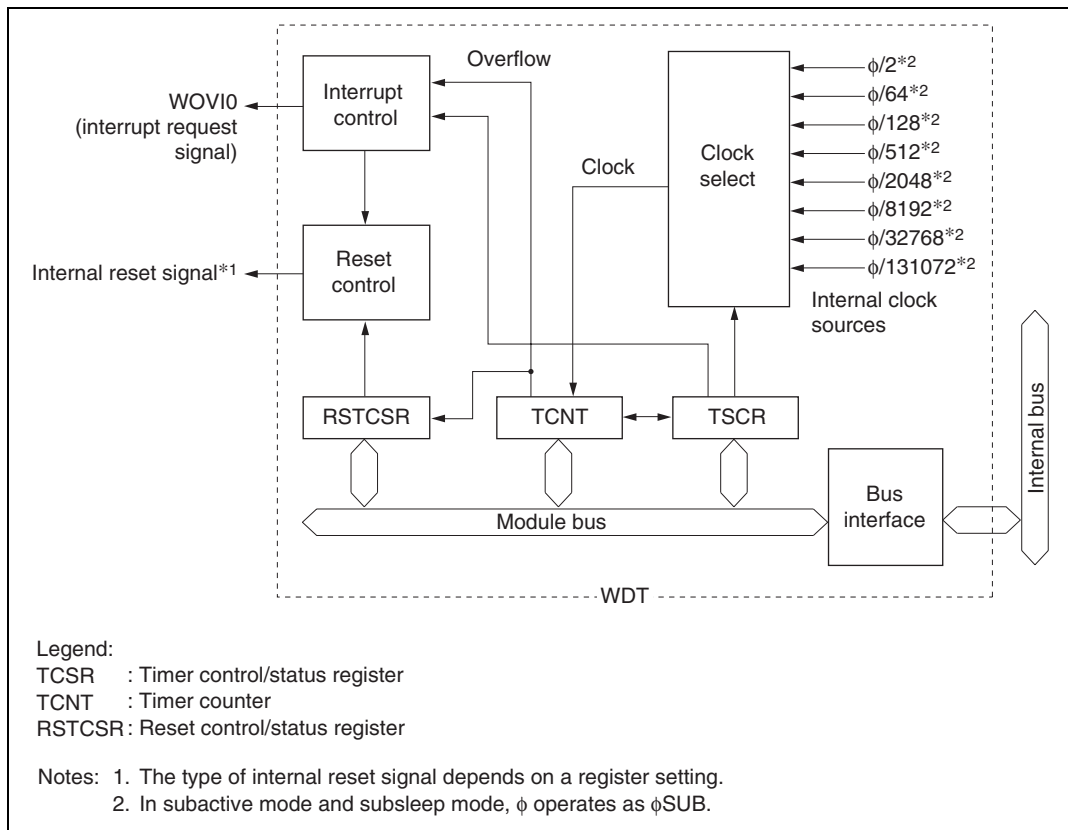 Overflow
Interrupt
control
WOVI0
(interrupt request
signal)
Clock
Clock
select
ϕ/2*2
ϕ/64*2
ϕ/128*2
ϕ/512*2
ϕ/2048*2
ϕ/8192*2
ϕ/32768*2
ϕ/131072*2
Internal clock
sources
Reset
control
Internal reset signal*1
RSTCSR
TCNT
TSCR
Module bus
Bus
interface
Internal bus
WDT
Legend:
TCSR : Timer control/status register
TCNT : Timer counter
RSTCSR : Reset control/status register
Notes: 1. The type of internal reset signal depends on a register setting.
2. In subactive mode and subsleep mode, ϕ operates as ϕSUB.